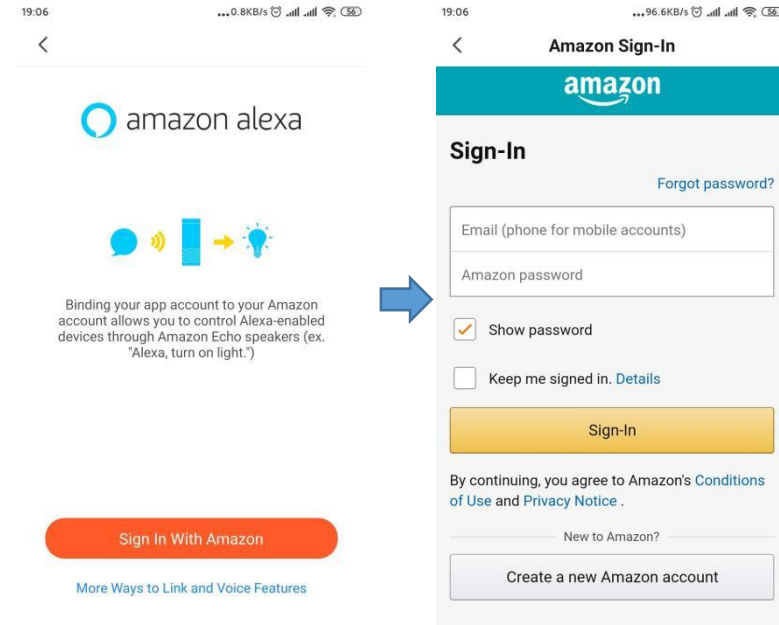 19:06
...0.8KB/s 56
amazon alexa
Binding your app account to your Amazon
account allows you to control Alexa-enabled
devices through Amazon Echo speakers (ex.
"Alexa, turn on light.")
Sign In With Amazon
More Ways to Link and Voice Features
19:06
...96.6KB/s 56
Amazon Sign-In
amazon
Sign-In
Forgot password?
Email (phone for mobile accounts)
Amazon password
Show password
Keep me signed in. Details
Sign-In
By continuing, you agree to Amazon's Conditions
of Use and Privacy Notice .
New to Amazon?
Create a new Amazon account